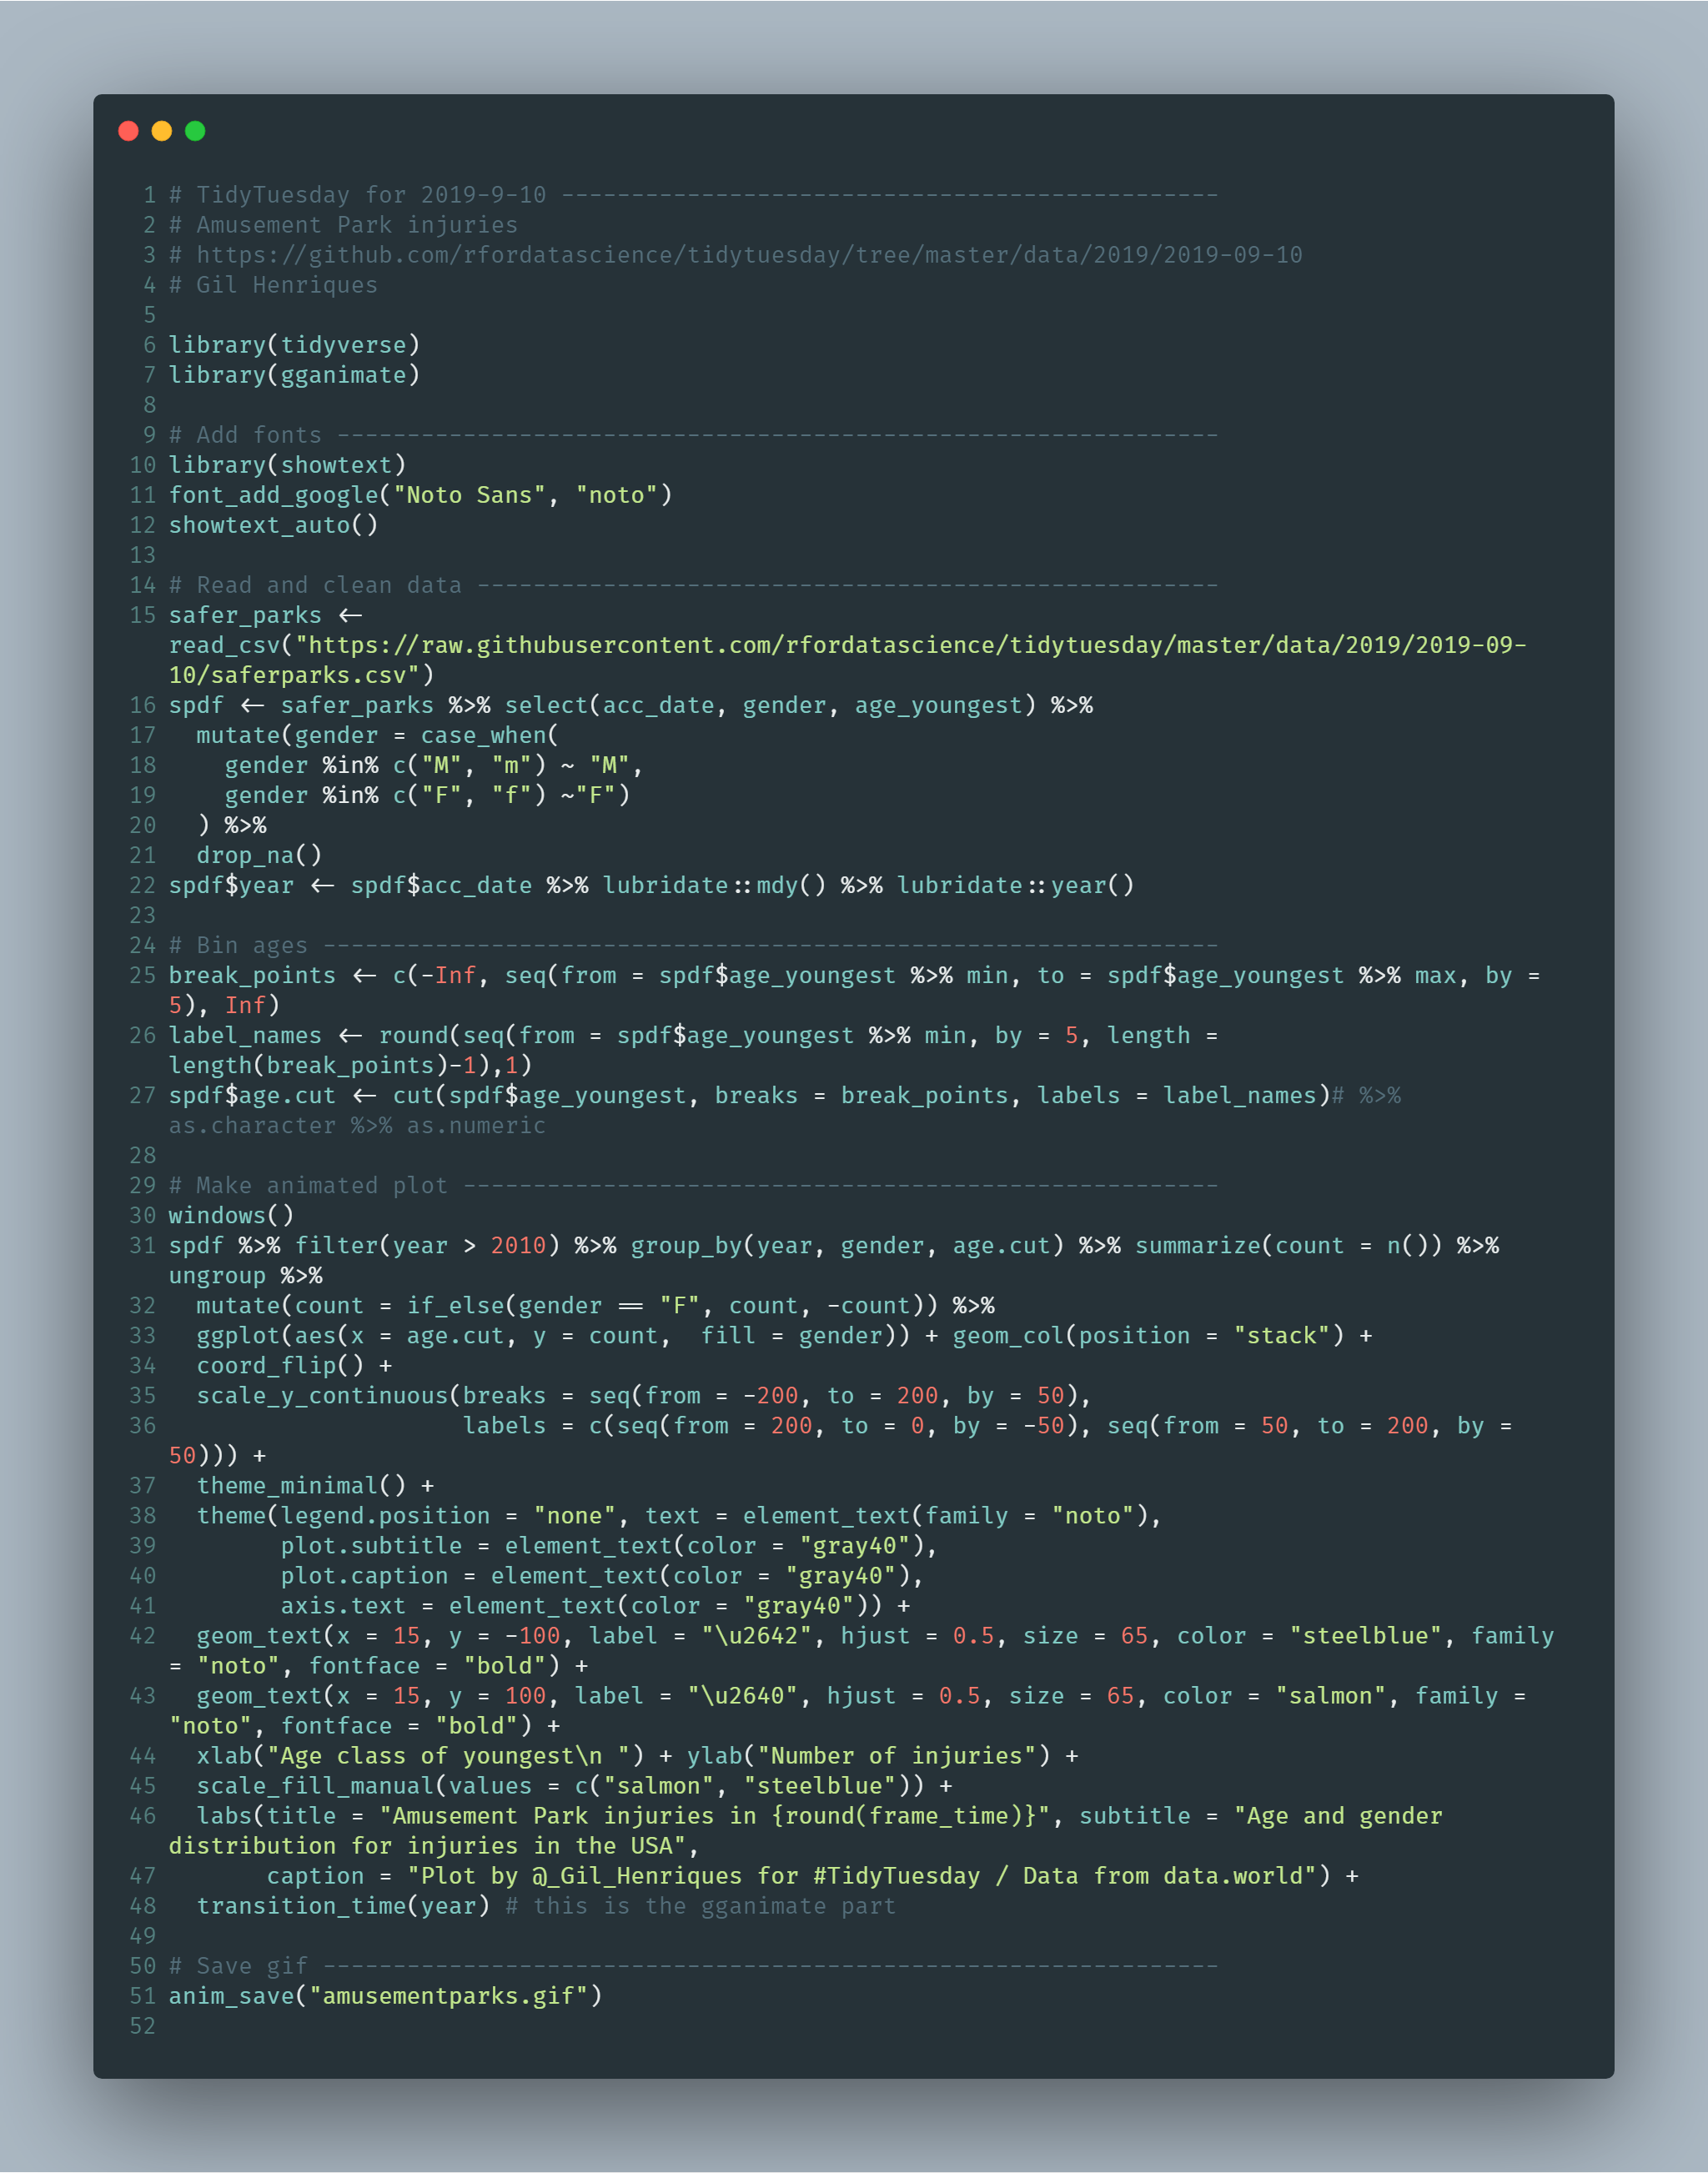 1 # TidyTuesday for 2019-9-10 -----------------------------------------------
2 # Amusement Park injuries
3 # https://github.com/rfordatascience/tidytuesday/tree/master/data/2019/2019-09-10
4 # Gil Henriques
5
6 library(tidyverse)
7 library(gganimate)
8
9 # Add fonts ---------------------------------------------------------------
10 library(showtext)
11 font_add_google("Noto Sans", "noto")
12 showtext_auto()
13
14 # Read and clean data -----------------------------------------------------
15 safer_parks <-
read_csv("https://raw.githubusercontent.com/rfordatascience/tidytuesday/master/data/2019/2019-09-
10/saferparks.csv")
16 spdf <- safer_parks %>% select(acc_date, gender, age_youngest) %>%
17   mutate(gender = case_when(
18     gender %in% c("M", "m") ~ "M",
19     gender %in% c("F", "f") ~"F")
20   ) %>%
21   drop_na()
22 spdf$year <- spdf$acc_date %>% lubridate::mdy() %>% lubridate::year()
23
24 # Bin ages ----------------------------------------------------------------
25 break_points <- c(-Inf, seq(from = spdf$age_youngest %>% min, to = spdf$age_youngest %>% max, by =
5), Inf)
26 label_names <- round(seq(from = spdf$age_youngest %>% min, by = 5, length =
length(break_points)-1),1)
27 spdf$age.cut <- cut(spdf$age_youngest, breaks = break_points, labels = label_names)# %>%
as.character %>% as.numeric
28
29 # Make animated plot ------------------------------------------------------
30 windows()
31 spdf %>% filter(year > 2010) %>% group_by(year, gender, age.cut) %>% summarize(count = n()) %>%
ungroup %>%
32   mutate(count = if_else(gender == "F", count, -count)) %>%
33   ggplot(aes(x = age.cut, y = count,  fill = gender)) + geom_col(position = "stack") +
34   coord_flip() +
35   scale_y_continuous(breaks = seq(from = -200, to = 200, by = 50),
36                      labels = c(seq(from = 200, to = 0, by = -50), seq(from = 50, to = 200, by =
50))) +
37   theme_minimal() +
38   theme(legend.position = "none", text = element_text(family = "noto"),
39         plot.subtitle = element_text(color = "gray40"),
40         plot.caption = element_text(color = "gray40"),
41         axis.text = element_text(color = "gray40")) +
42   geom_text(x = 15, y = -100, label = "\u2642", hjust = 0.5, size = 65, color = "steelblue", family
= "noto", fontface = "bold") +
43   geom_text(x = 15, y = 100, label = "\u2640", hjust = 0.5, size = 65, color = "salmon", family =
"noto", fontface = "bold") +
44   xlab("Age class of youngest\n ") + ylab("Number of injuries") +
45   scale_fill_manual(values = c("salmon", "steelblue")) +
46   labs(title = "Amusement Park injuries in {round(frame_time)}", subtitle = "Age and gender
distribution for injuries in the USA",
47        caption = "Plot by @_Gil_Henriques for #TidyTuesday / Data from data.world") +
48   transition_time(year) # this is the gganimate part
49
50 # Save gif ----------------------------------------------------------------
51 anim_save("amusementparks.gif")
52